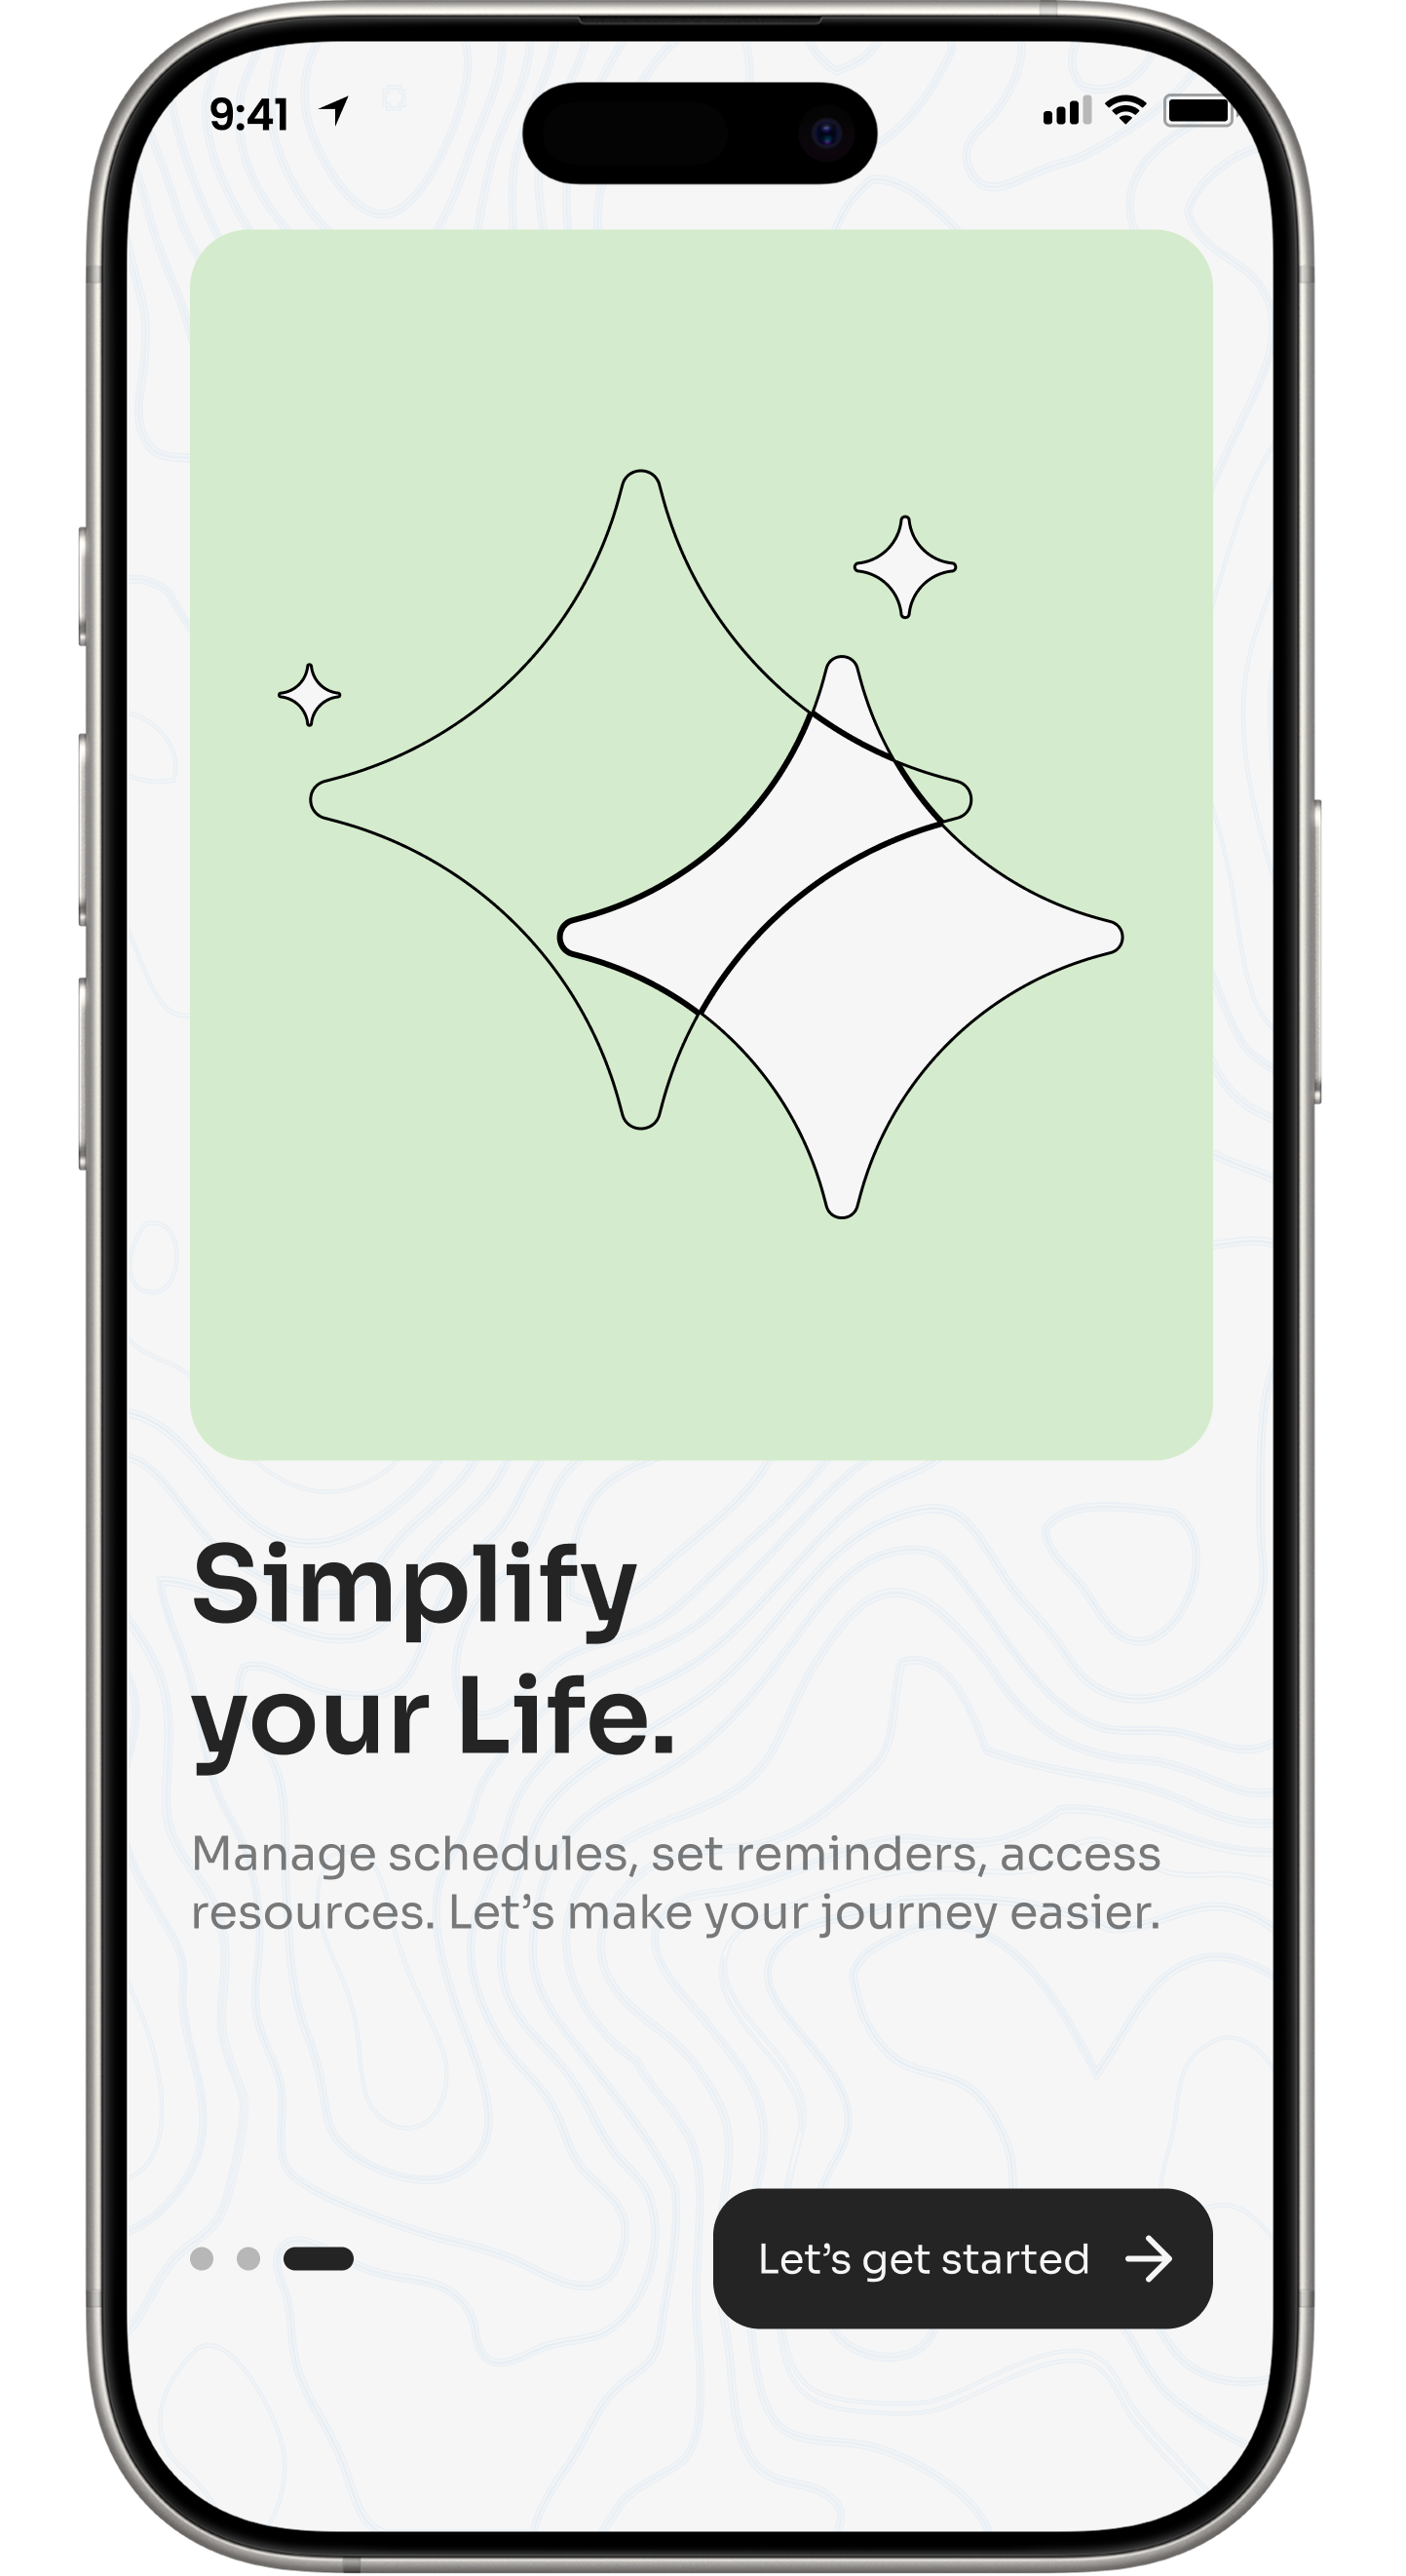 9:41
Simplify
your Life.
Manage schedules, set reminders, access
resources. Let’s make your journey easier.
Let’s get started